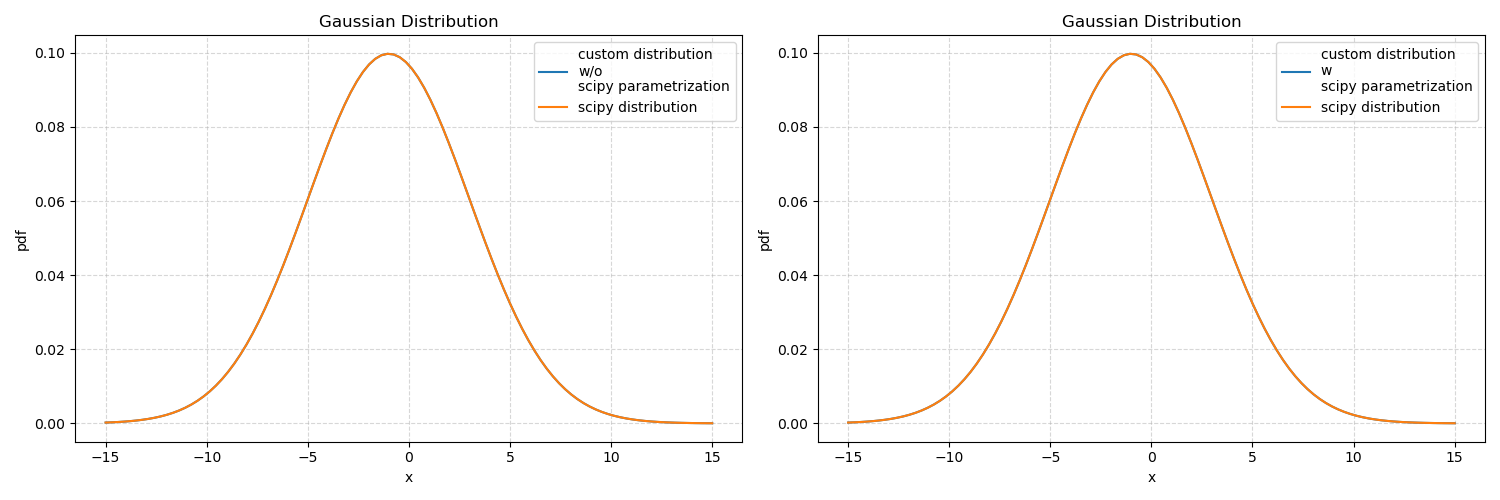 Gaussian Distribution
custom distribution
w/o
scipy parametrization
scipy distribution
0.10
0.08
0.06
0.04
0.02
0.00
pdf
−15
−10
−5
0
5
10
15
x
Gaussian Distribution
custom distribution
w
scipy parametrization
scipy distribution
0.10
0.08
0.06
0.04
0.02
0.00
pdf
−15
−10
−5
0
5
10
15
x